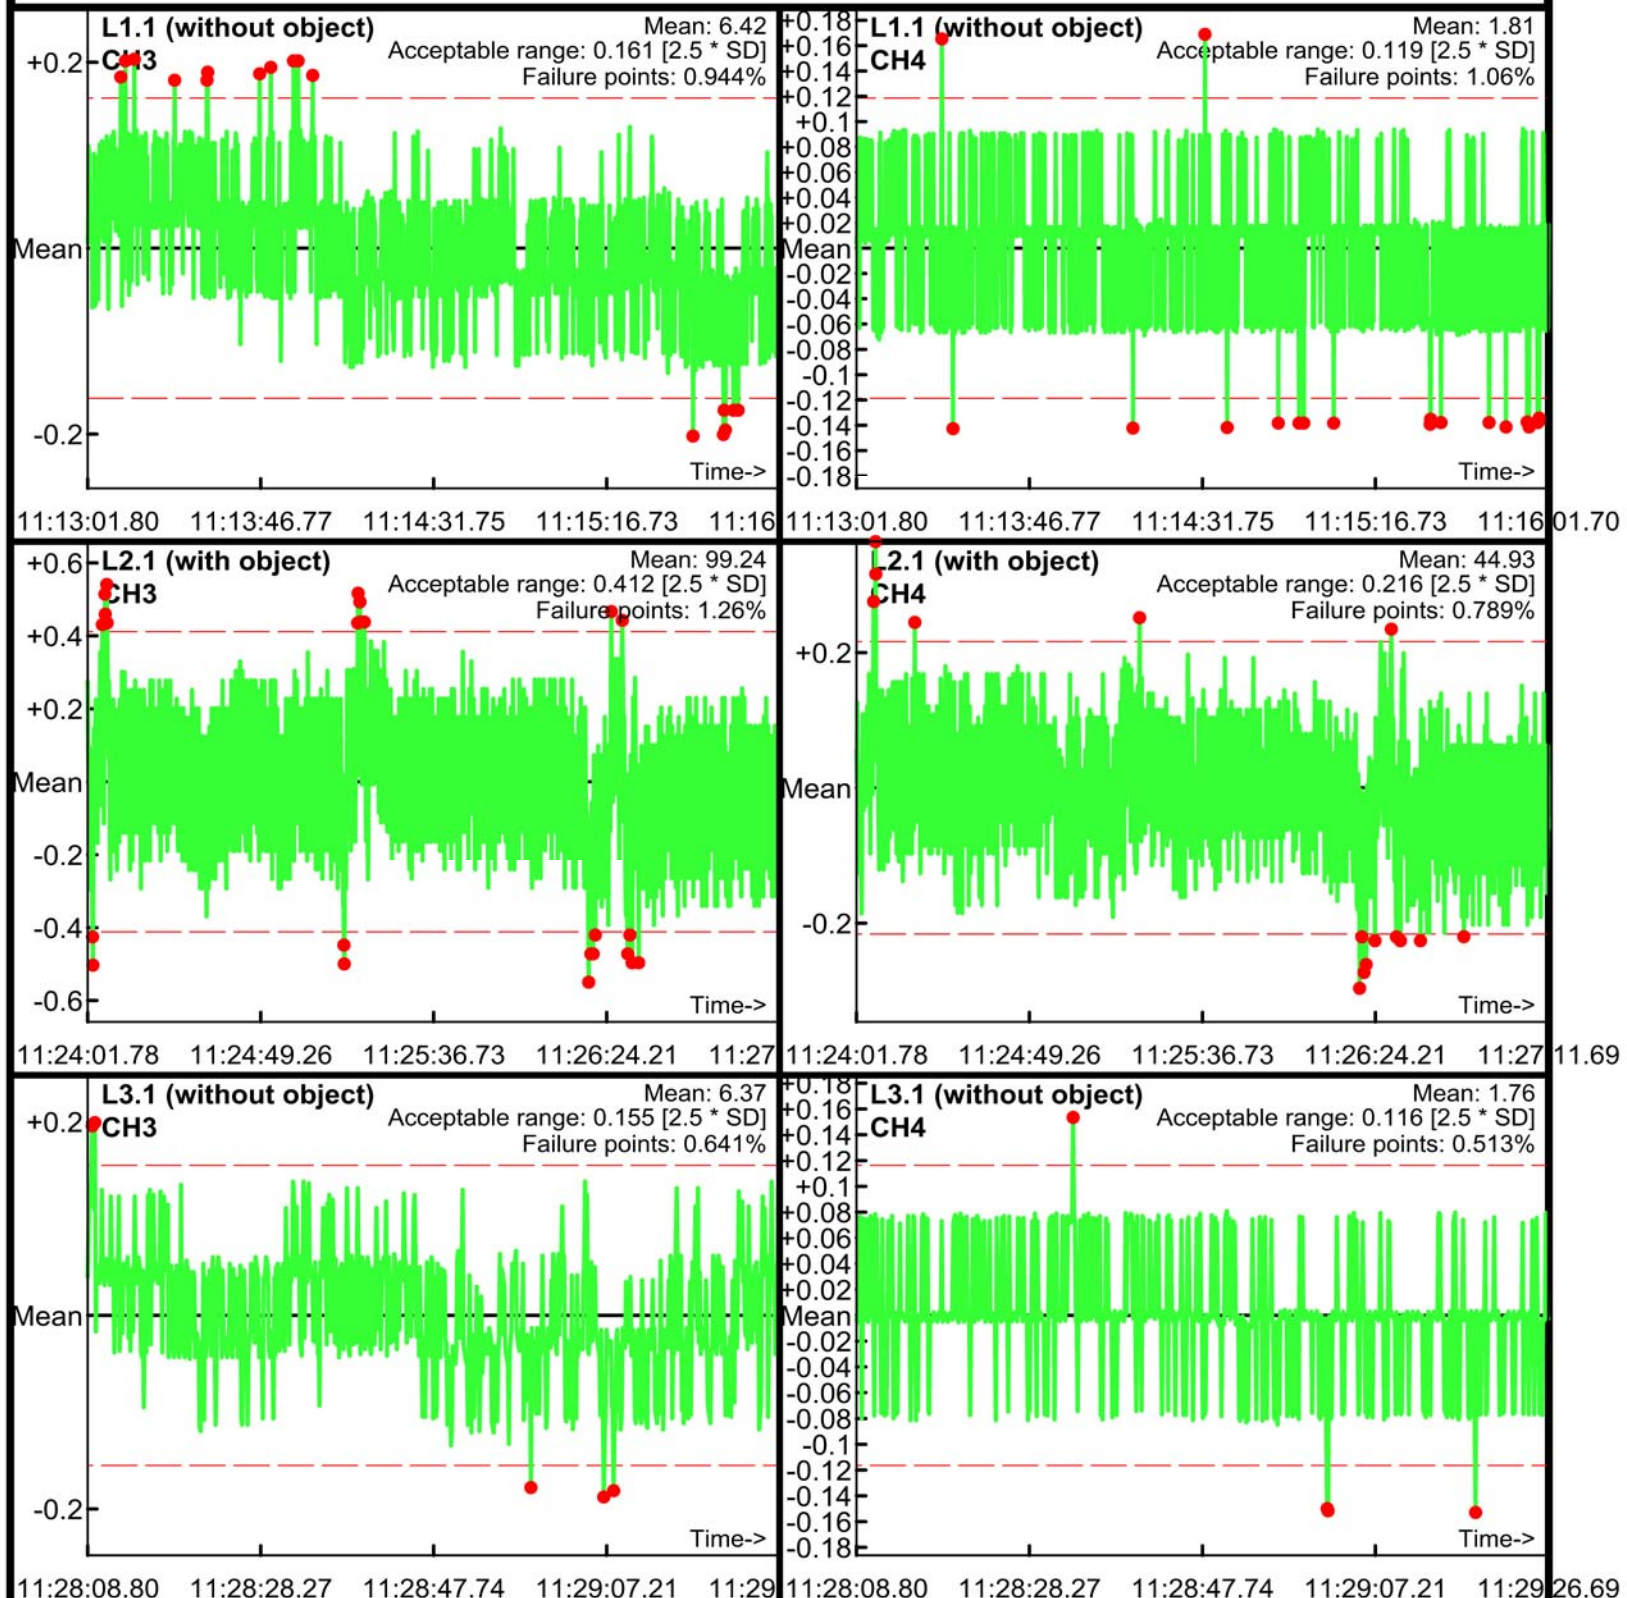 L1.1 (without object)
CH3
Mean: 6.42
Acceptable range: 0.161 [2.5 * SD]
Failure points: 0.944%
+0.2
Mean
-0.2
Time->
11:13:01.80 11:13:46.77 11:14:31.75 11:15:16.73 11:16
L1.1 (without object)
CH4
Mean: 1.81
Acceptable range: 0.119 [2.5 * SD]
Failure points: 1.06%
+0.18
+0.16
+0.14
+0.12
+0.1
+0.08
+0.06
+0.04
+0.02
Mean
-0.02
-0.04
-0.06
-0.08
-0.1
-0.12
-0.14
-0.16
-0.18
Time->
11:13:01.80 11:13:46.77 11:14:31.75 11:15:16.73 11:16:01.70
L2.1 (with object)
CH3
Mean: 99.24
Acceptable range: 0.412 [2.5 * SD]
Failure points: 1.26%
+0.6
+0.4
+0.2
Mean
-0.2
-0.4
-0.6
Time->
11:24:01.78 11:24:49.26 11:25:36.73 11:26:24.21 11:27
L2.1 (with object)
CH4
Mean: 44.93
Acceptable range: 0.216 [2.5 * SD]
Failure points: 0.789%
+0.2
Mean
-0.2
Time->
11:24:01.78 11:24:49.26 11:25:36.73 11:26:24.21 11:27:11.69
L3.1 (without object)
CH3
Mean: 6.37
Acceptable range: 0.155 [2.5 * SD]
Failure points: 0.641%
+0.2
Mean
-0.2
Time->
11:28:08.80 11:28:28.27 11:28:47.74 11:29:07.21 11:29
L3.1 (without object)
CH4
Mean: 1.76
Acceptable range: 0.116 [2.5 * SD]
Failure points: 0.513%
+0.18
+0.16
+0.14
+0.12
+0.1
+0.08
+0.06
+0.04
+0.02
Mean
-0.02
-0.04
-0.06
-0.08
-0.1
-0.12
-0.14
-0.16
-0.18
Time->
11:28:08.80 11:28:28.27 11:28:47.74 11:29:07.21 11:29:26.69